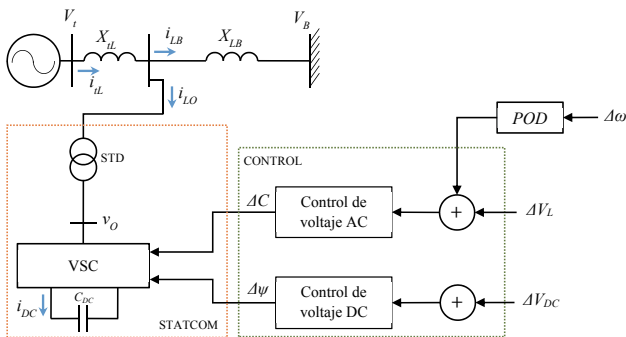 V_t
X_tL
i_LB
X_LB
V_B
i_tL
i_LO
POD
Δω
STD
CONTROL
ΔC
Control de
voltaje AC
+
ΔV_L
v_O
VSC
Δψ
Control de
voltaje DC
+
ΔV_DC
i_DC
C_DC
STATCOM